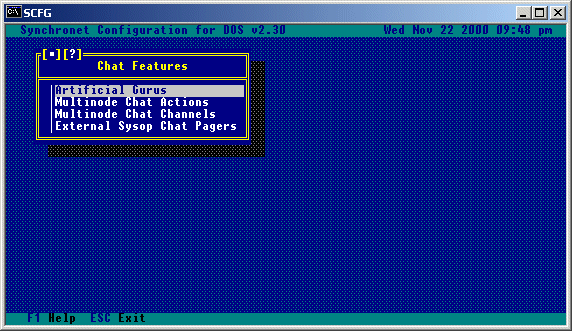 SCFG
Synchronet Configuration for DOS v2.30 Wed Nov 22 2000 09:48 pm
[■][?]
Chat Features
Artificial Gurus
Multinode Chat Actions
Multinode Chat Channels
External Sysop Chat Pagers
F1 Help ESC Exit